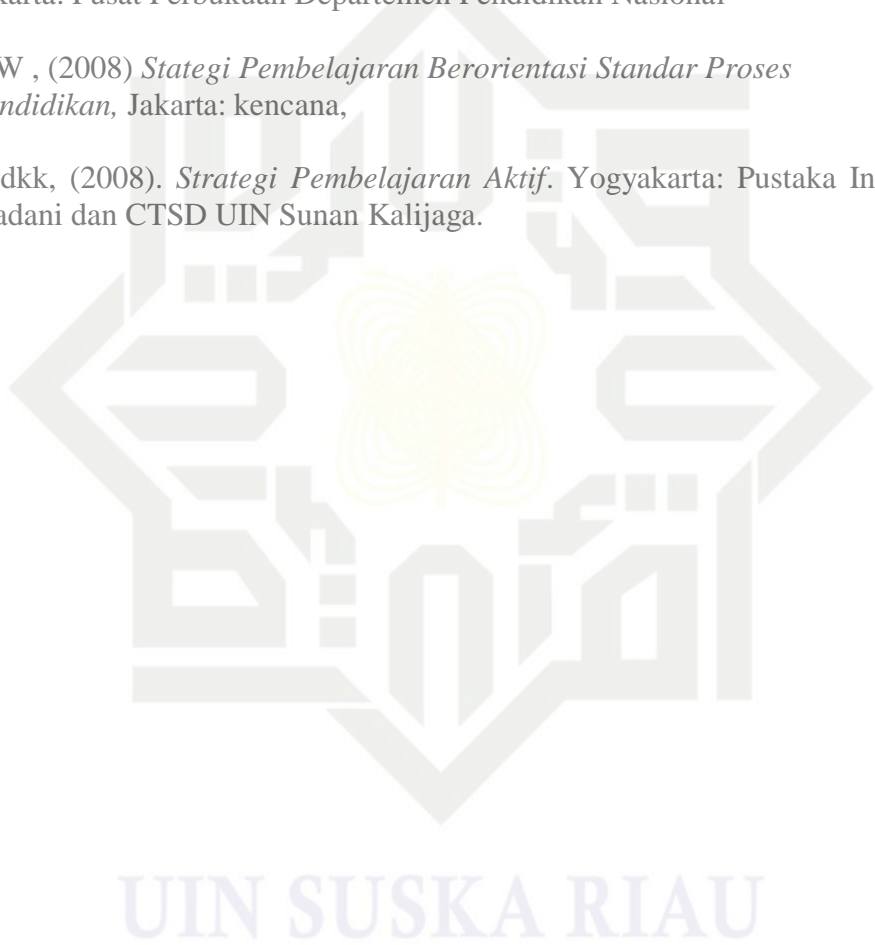 karta: Pusat Perbukuan Departemen Pendidikan Nasional
W , (2008) Stategi Pembelajaran Berorientasi Standar Proses
ndidikan, Jakarta: kencana,
dkk, (2008). Strategi Pembelajaran Aktif. Yogyakarta: Pustaka In
adani dan CTSD UIN Sunan Kalijaga.
UIN SUSKA RIAU